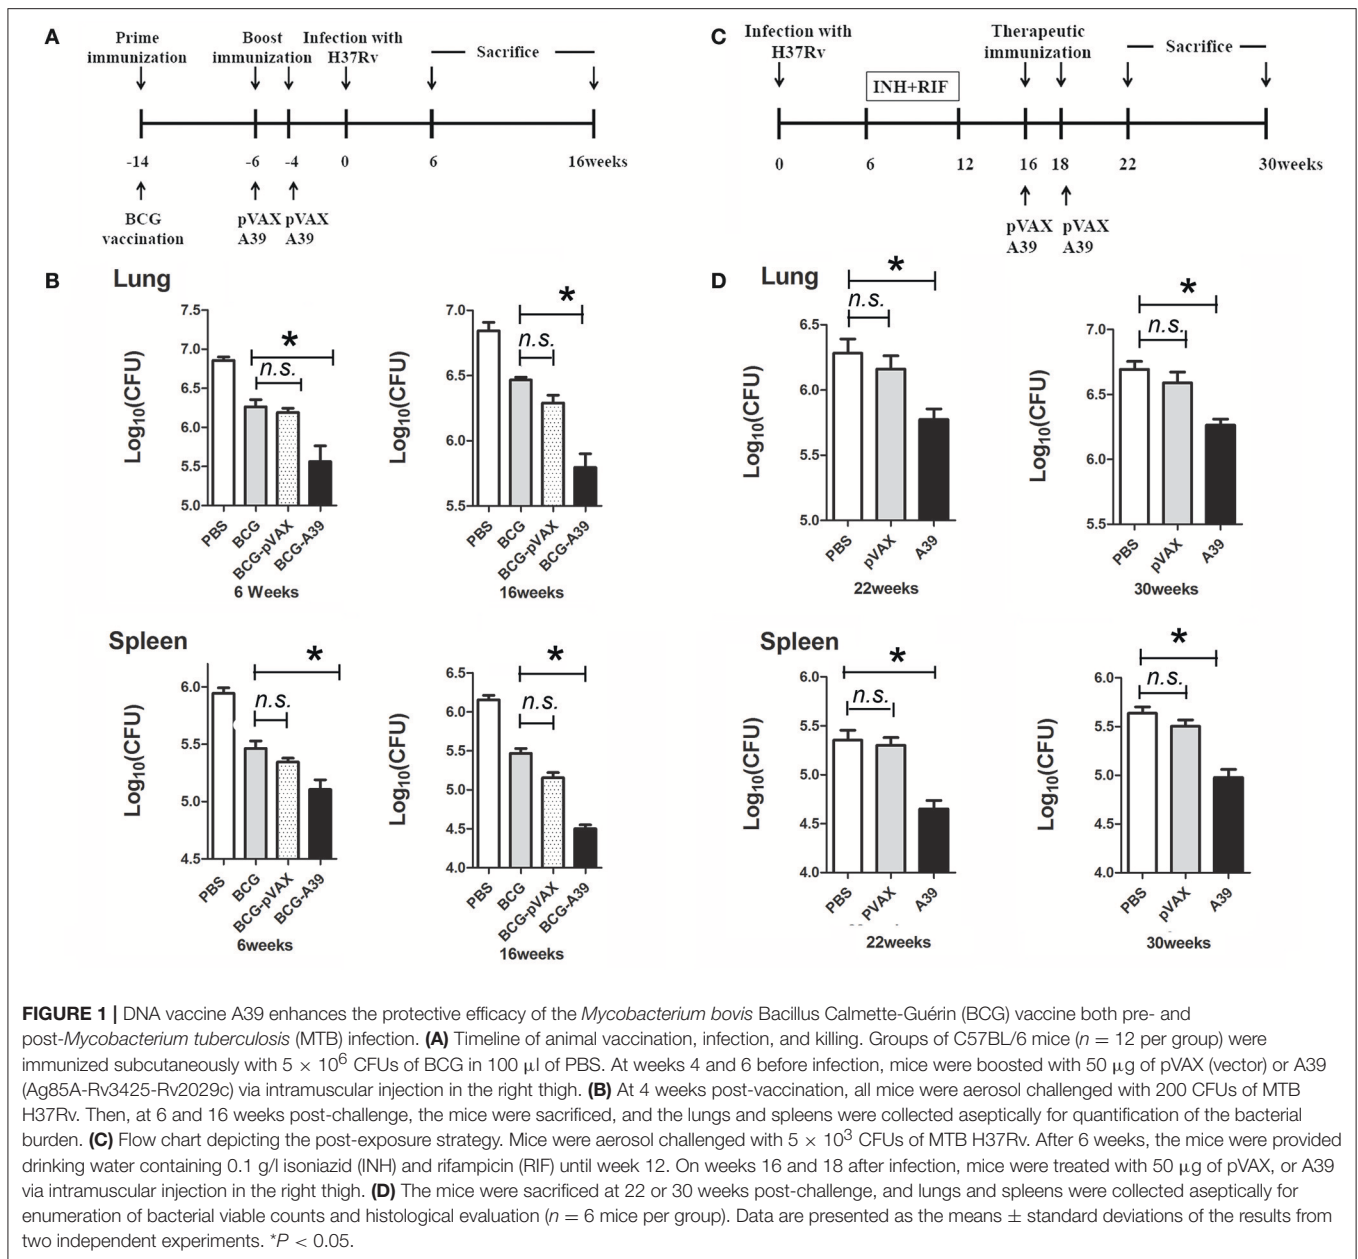 A
Prime immunization
Boost immunization
Infection with H37Rv
Sacrifice
-14
-6
-4
0
6
16weeks
BCG vaccination
pVAX A39
pVAX A39
C
Infection with H37Rv
INH+RIF
Therapeutic immunization
Sacrifice
0
6
12
16
18
22
30weeks
pVAX A39
pVAX A39
B
Lung
Log10(CFU)
7.5
7.0
6.5
6.0
5.5
5.0
n.s.
*
PBS
BCG
BCG-pVAX
BCG-A39
6 Weeks
Log10(CFU)
7.0
6.5
6.0
5.5
n.s.
*
PBS
BCG
BCG-pVAX
BCG-A39
16weeks
Spleen
Log10(CFU)
6.0
5.5
5.0
4.5
n.s.
*
PBS
BCG
BCG-pVAX
BCG-A39
6weeks
Log10(CFU)
6.5
6.0
5.5
5.0
4.5
4.0
n.s.
*
PBS
BCG
BCG-pVAX
BCG-A39
16weeks
D
Lung
Log10(CFU)
6.5
6.0
5.5
5.0
n.s.
*
PBS
pVAX
A39
22weeks
Log10(CFU)
7.0
6.5
6.0
5.5
n.s.
*
PBS
pVAX
A39
30weeks
Spleen
Log10(CFU)
6.0
5.5
5.0
4.5
4.0
n.s.
*
PBS
PVAX
A39
22weeks
Log10(CFU)
6.0
5.5
5.0
4.5
4.0
n.s.
*
PBS
pVAX
A39
30weeks
FIGURE 1 | DNA vaccine A39 enhances the protective efficacy of the Mycobacterium bovis Bacillus Calmette-Guérin (BCG) vaccine both pre- and
post-Mycobacterium tuberculosis (MTB) infection. (A) Timeline of animal vaccination, infection, and killing. Groups of C57BL/6 mice (n = 12 per group) were
immunized subcutaneously with 5 × 10⁶ CFUs of BCG in 100 μl of PBS. At weeks 4 and 6 before infection, mice were boosted with 50 μg of pVAX (vector) or A39
(Ag85A-Rv3425-Rv2029c) via intramuscular injection in the right thigh. (B) At 4 weeks post-vaccination, all mice were aerosol challenged with 200 CFUs of MTB
H37Rv. Then, at 6 and 16 weeks post-challenge, the mice were sacrificed, and the lungs and spleens were collected aseptically for quantification of the bacterial
burden. (C) Flow chart depicting the post-exposure strategy. Mice were aerosol challenged with 5 × 10³ CFUs of MTB H37Rv. After 6 weeks, the mice were provided
drinking water containing 0.1 g/l isoniazid (INH) and rifampicin (RIF) until week 12. On weeks 16 and 18 after infection, mice were treated with 50 μg of pVAX, or A39
via intramuscular injection in the right thigh. (D) The mice were sacrificed at 22 or 30 weeks post-challenge, and lungs and spleens were collected aseptically for
enumeration of bacterial viable counts and histological evaluation (n = 6 mice per group). Data are presented as the means ± standard deviations of the results from
two independent experiments. *P < 0.05.